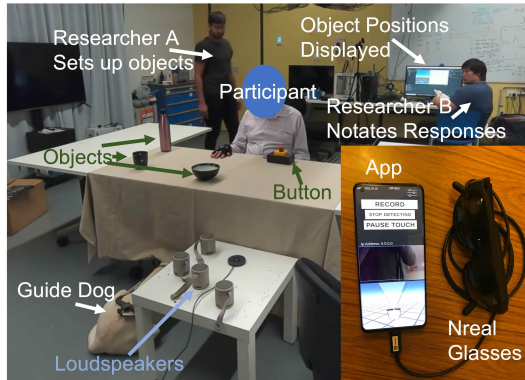 Researcher A
Sets up objects
Object Positions
Displayed
Participant
Researcher B
Notates Responses
Objects
Button
App
RECORD
STOP DETECTING
PAUSE TOUCH
Guide Dog
Loudspeakers
Nreal
Glasses